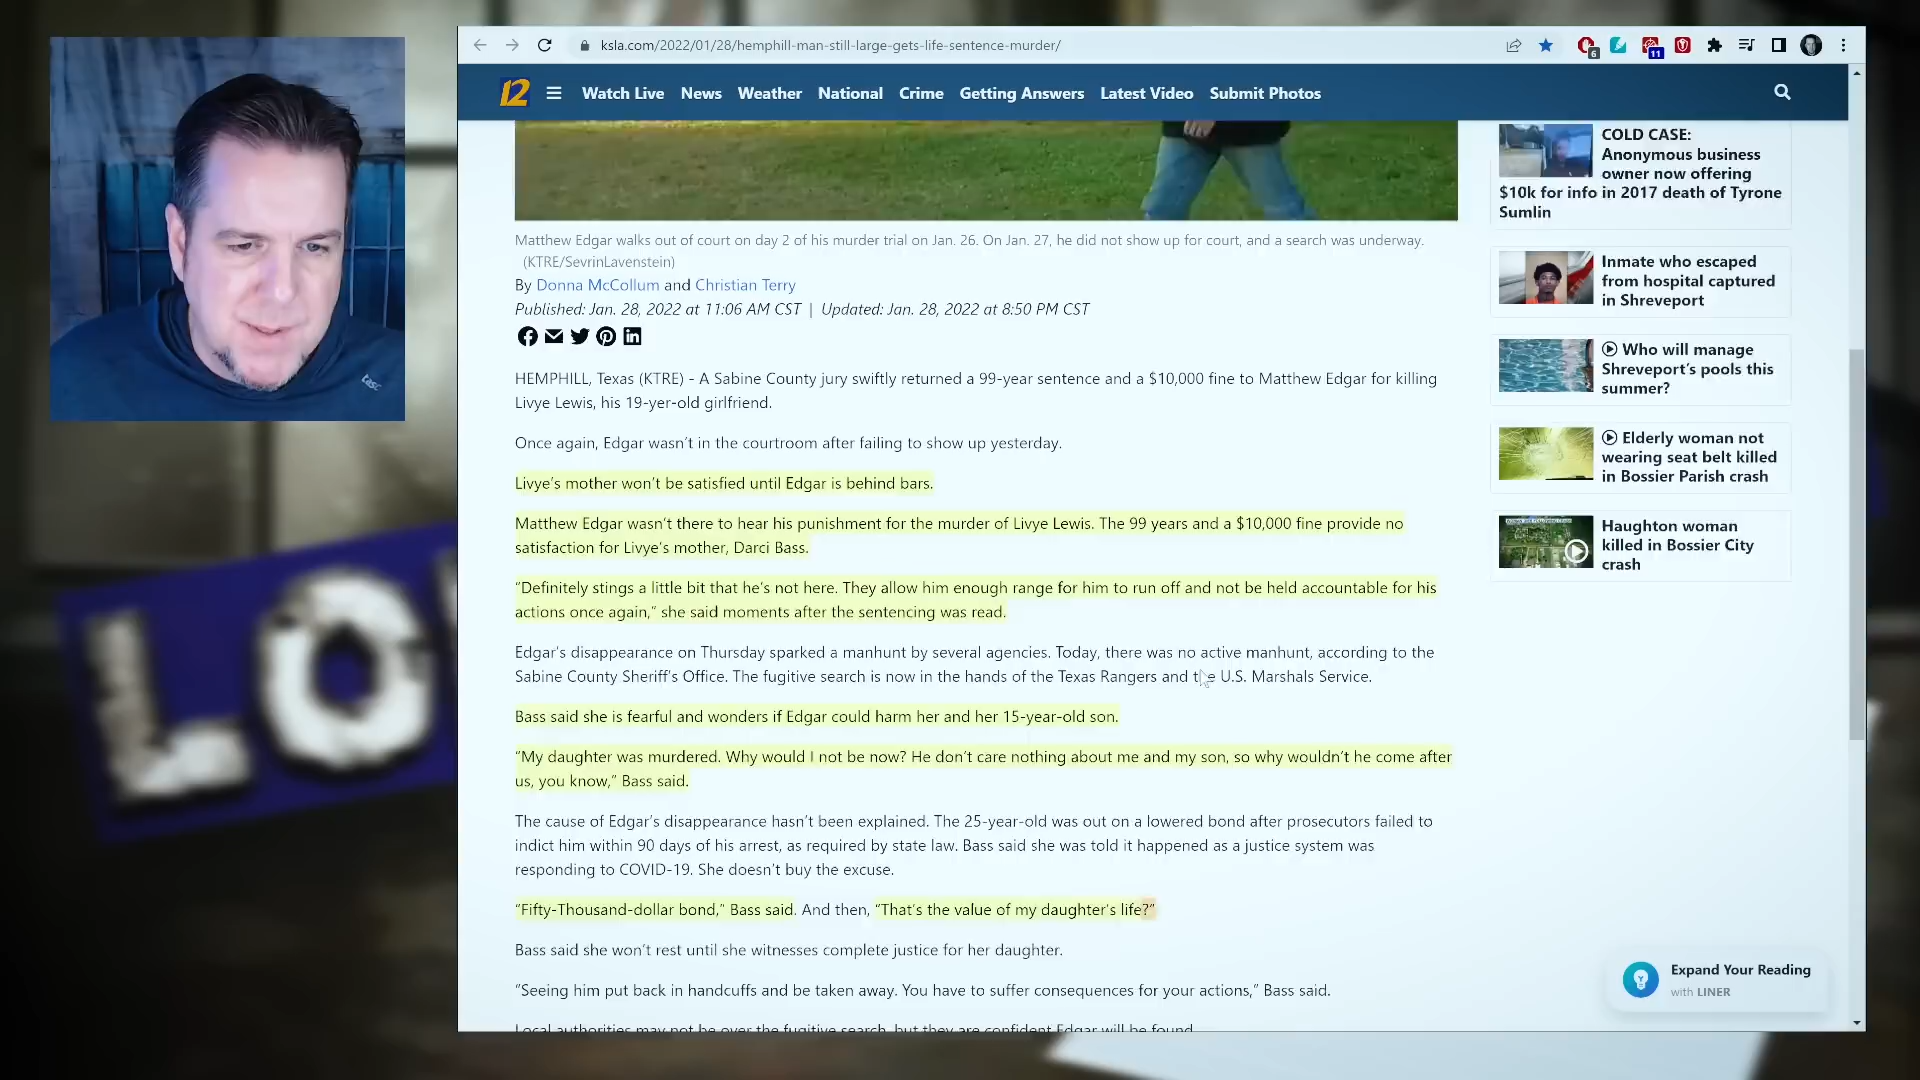 ksla.com/2022/01/28/hemphill-man-still-large-gets-life-sentence-murder/
6
11
12
Watch Live
News
Weather
National
Crime
Getting Answers
Latest Video
Submit Photos
Matthew Edgar walks out of court on day 2 of his murder trial on Jan. 26. On Jan. 27, he did not show up for court, and a search was underway.
(KTRE/SevrinLavenstein)
By Donna McCollum and Christian Terry
Published: Jan. 28, 2022 at 11:06 AM CST | Updated: Jan. 28, 2022 at 8:50 PM CST
HEMPHILL, Texas (KTRE) - A Sabine County jury swiftly returned a 99-year sentence and a $10,000 fine to Matthew Edgar for killing
Livye Lewis, his 19-yer-old girlfriend.
Once again, Edgar wasn’t in the courtroom after failing to show up yesterday.
Livye’s mother won’t be satisfied until Edgar is behind bars.
Matthew Edgar wasn’t there to hear his punishment for the murder of Livye Lewis. The 99 years and a $10,000 fine provide no
satisfaction for Livye’s mother, Darci Bass.
“Definitely stings a little bit that he’s not here. They allow him enough range for him to run off and not be held accountable for his
actions once again,” she said moments after the sentencing was read.
Edgar’s disappearance on Thursday sparked a manhunt by several agencies. Today, there was no active manhunt, according to the
Sabine County Sheriff’s Office. The fugitive search is now in the hands of the Texas Rangers and the U.S. Marshals Service.
Bass said she is fearful and wonders if Edgar could harm her and her 15-year-old son.
“My daughter was murdered. Why would I not be now? He don’t care nothing about me and my son, so why wouldn’t he come after
us, you know,” Bass said.
The cause of Edgar’s disappearance hasn’t been explained. The 25-year-old was out on a lowered bond after prosecutors failed to
indict him within 90 days of his arrest, as required by state law. Bass said she was told it happened as a justice system was
responding to COVID-19. She doesn’t buy the excuse.
“Fifty-Thousand-dollar bond,” Bass said. And then, “That’s the value of my daughter’s life?”
Bass said she won’t rest until she witnesses complete justice for her daughter.
“Seeing him put back in handcuffs and be taken away. You have to suffer consequences for your actions,” Bass said.
Local authorities may not be over the fugitive search, but they are confident Edgar will be found.
COLD CASE:
Anonymous business
owner now offering
$10k for info in 2017 death of Tyrone
Sumlin
Inmate who escaped
from hospital captured
in Shreveport
Who will manage
Shreveport’s pools this
summer?
Elderly woman not
wearing seat belt killed
in Bossier Parish crash
Haughton woman
killed in Bossier City
crash
Expand Your Reading
with LINER